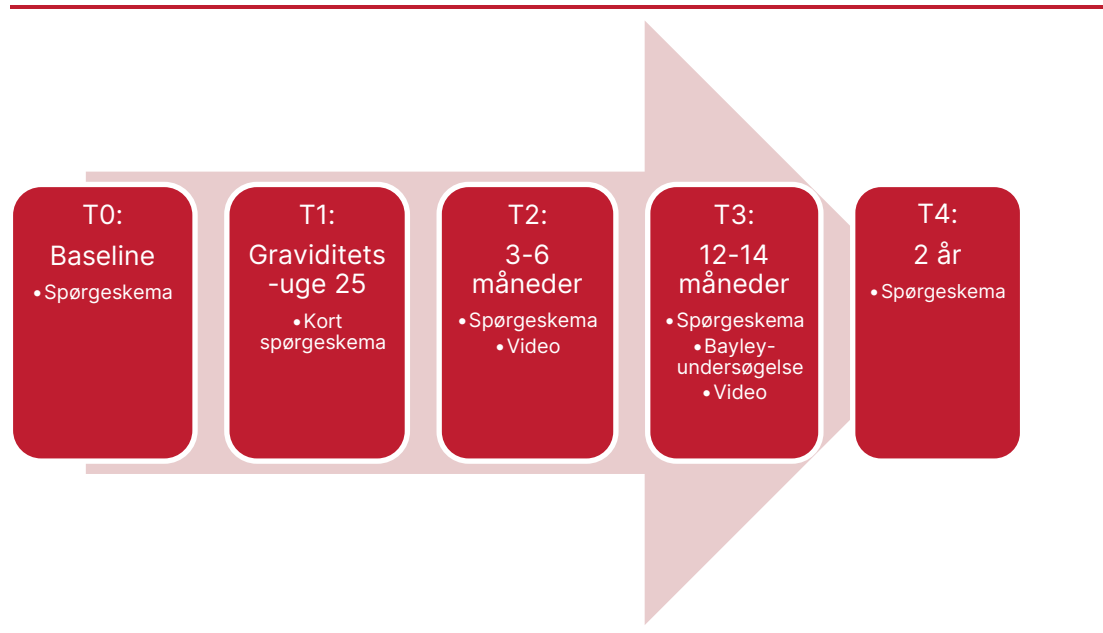 T0:
Baseline
•Spørgeskema
T1:
Graviditets
-uge 25
•Kort
spørgeskema
T2:
3-6
måneder
•Spørgeskema
•Video
T3:
12-14
måneder
•Spørgeskema
•Bayley-
undersøgelse
•Video
T4:
2 år
•Spørgeskema